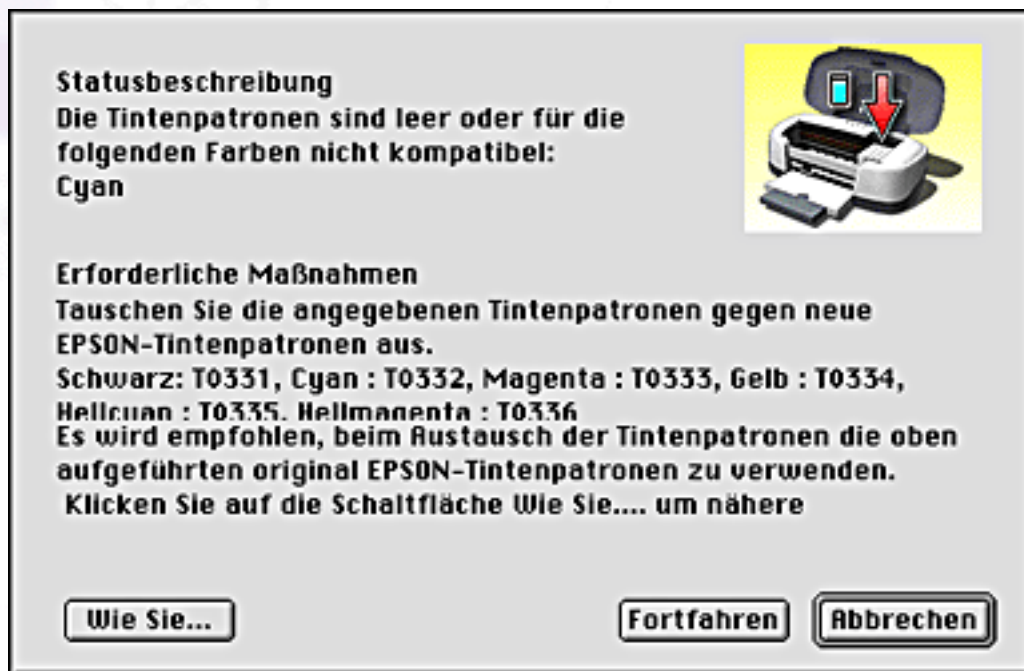 Statusbeschreibung
Die Tintenpatronen sind leer oder für die
folgenden Farben nicht kompatibel:
Cyan
Erforderliche Maßnahmen
Tauschen Sie die angegebenen Tintenpatronen gegen neue
EPSON-Tintenpatronen aus.
Schwarz: T0331, Cyan : T0332, Magenta : T0333, Gelb : T0334,
Hellcyan : T0335, Hellmagenta : T0336
Es wird empfohlen, beim Austausch der Tintenpatronen die oben
aufgeführten original EPSON-Tintenpatronen zu verwenden.
Klicken Sie auf die Schaltfläche Wie Sie.... um nähere
Wie Sie...
Fortfahren
Abbrechen